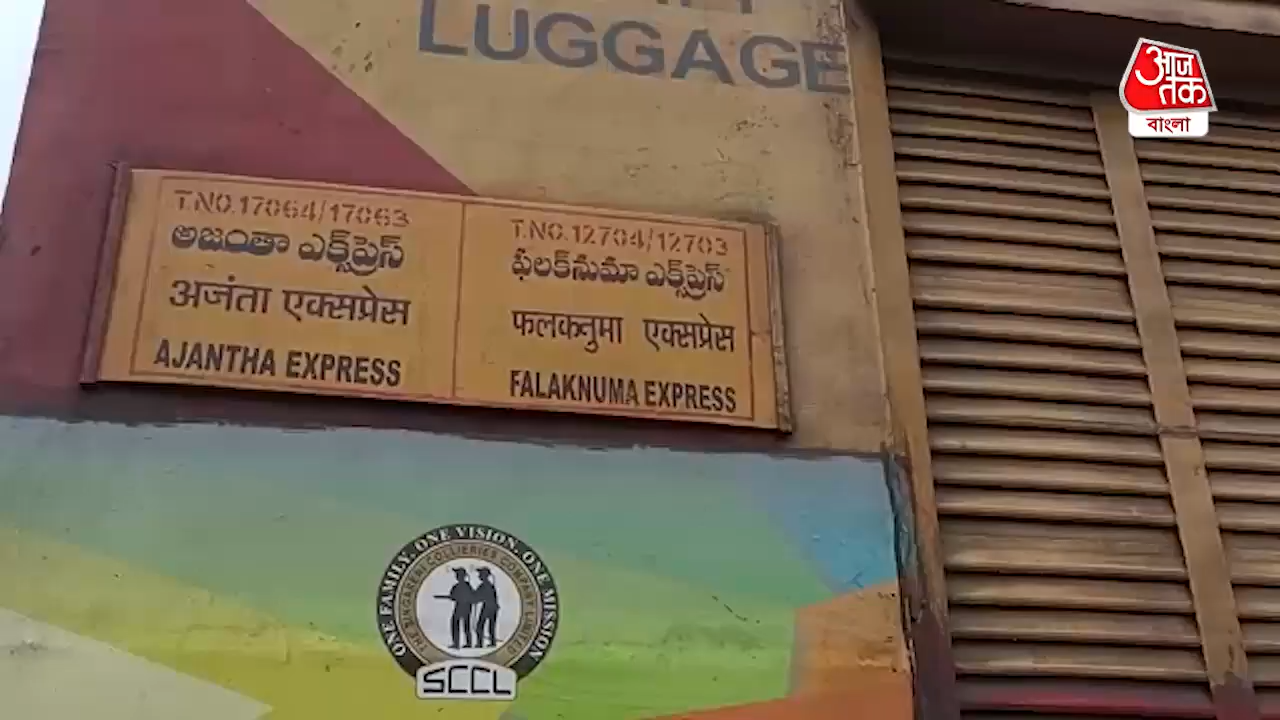 LUGGAGE
आज
तक
বাংলা
T.NO.17064/17063
అజంతా ఎక్స్‌ప్రెస్
अजंता एक्सप्रेस
AJANTHA EXPRESS
T.NO.12704/12703
ఫలక్‌నుమా ఎక్స్‌ప్రెస్
फलकनुमा एक्सप्रेस
FALAKNUMA EXPRESS
ONE FAMILY, ONE VISION, ONE MISSION
THE SINGARENI COLLIERIES COMPANY LIMITED
SCCL